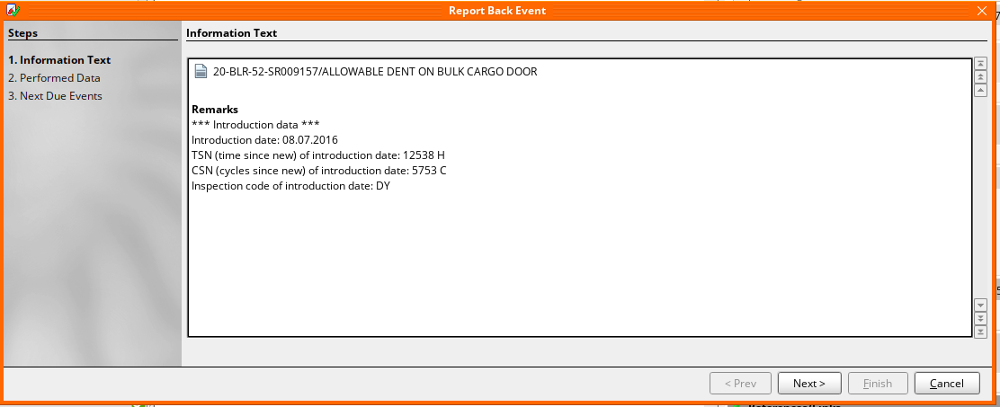 Report Back Event
Steps
1. Information Text
2. Performed Data
3. Next Due Events
Information Text
20-BLR-52-SR009157/ALLOWABLE DENT ON BULK CARGO DOOR
Remarks
*** Introduction data ***
Introduction date: 08.07.2016
TSN (time since new) of introduction date: 12538 H
CSN (cycles since new) of introduction date: 5753 C
Inspection code of introduction date: DY
< Prev
Next >
Finish
Cancel